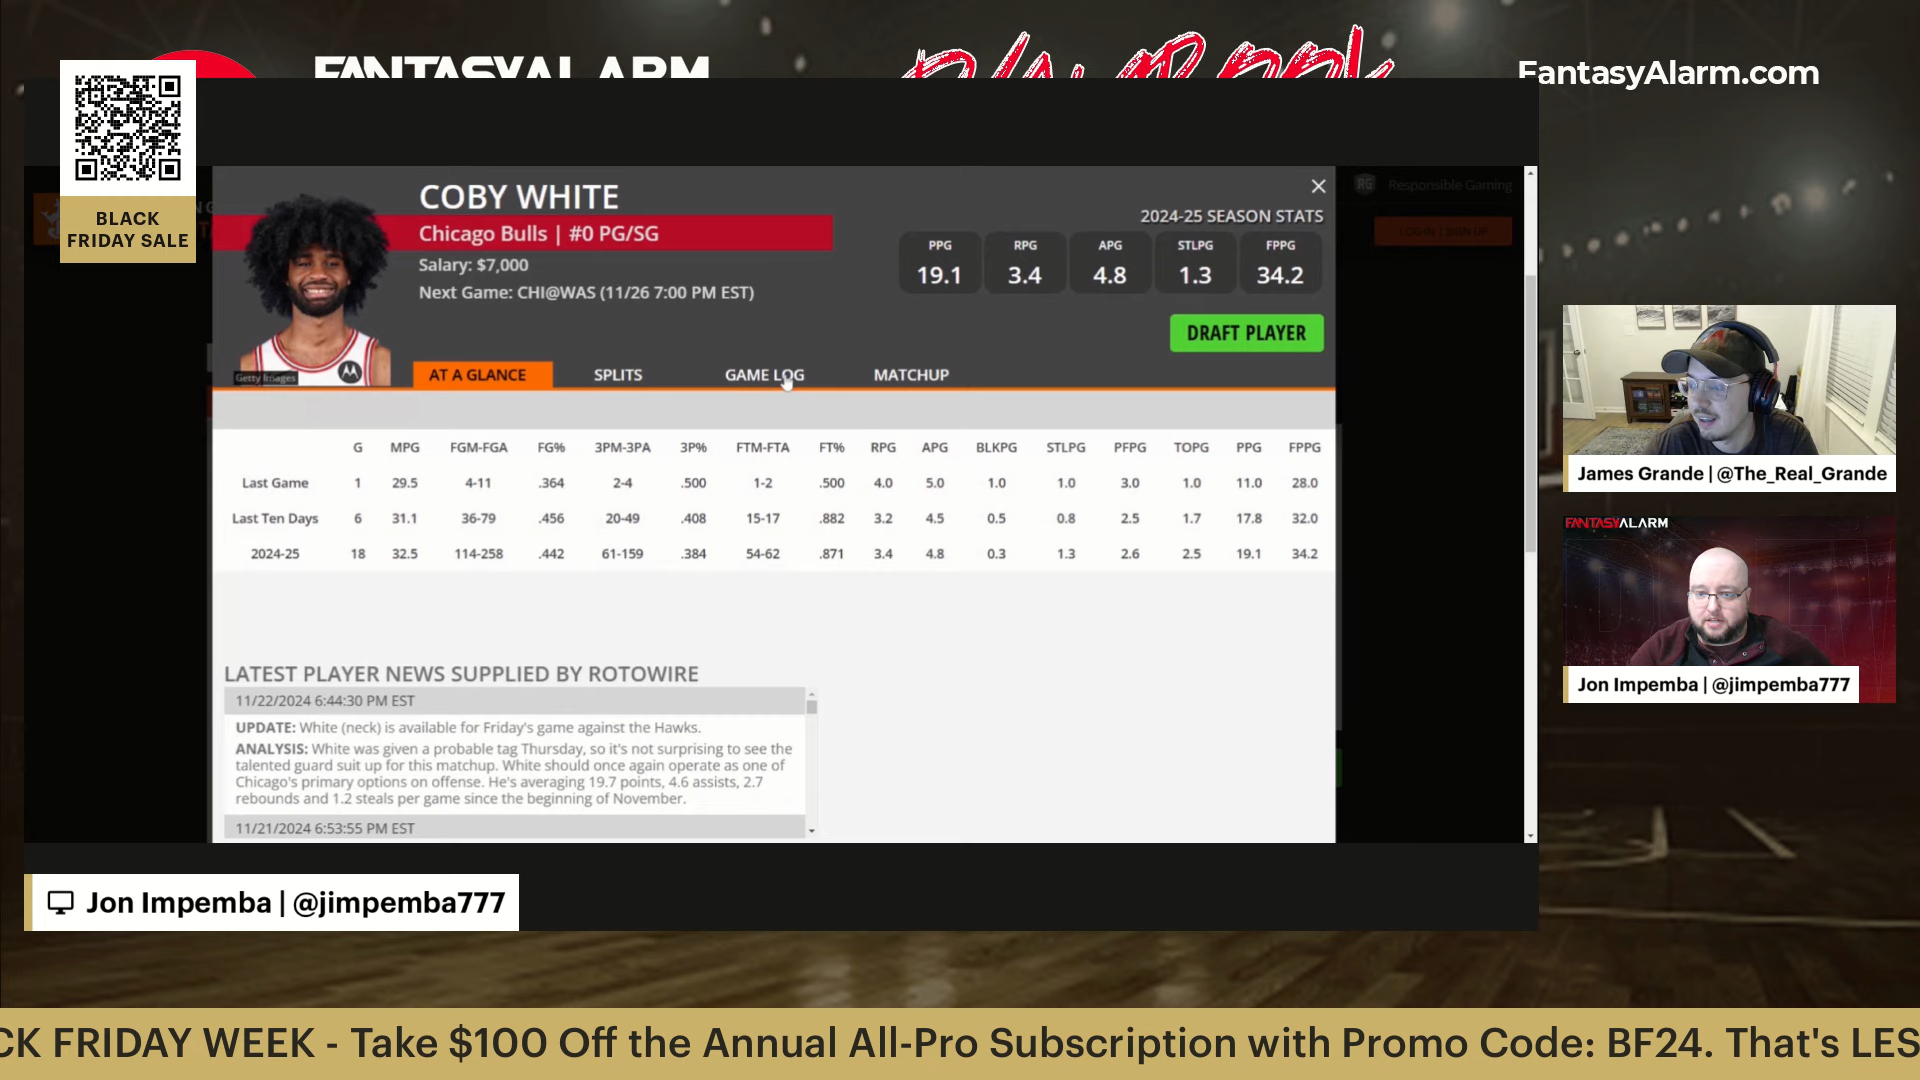 FANTASYALARM
PLAYBOOK
FantasyAlarm.com
BLACK
FRIDAY SALE
Responsible Gaming
LOGIN | SIGN UP
COBY WHITE
Chicago Bulls | #0 PG/SG
Salary: $7,000
Next Game: CHI@WAS (11/26 7:00 PM EST)
2024-25 SEASON STATS
PPG RPG APG STLPG FPPG
19.1 3.4 4.8 1.3 34.2
DRAFT PLAYER
Getty Images
AT A GLANCE SPLITS GAME LOG MATCHUP
G MPG FGM-FGA FG% 3PM-3PA 3P% FTM-FTA FT% RPG APG BLKPG STLPG PFPG TOPG PPG FPPG
Last Game 1 29.5 4-11 .364 2-4 .500 1-2 .500 4.0 5.0 1.0 1.0 3.0 1.0 11.0 28.0
Last Ten Days 6 31.1 36-79 .456 20-49 .408 15-17 .882 3.2 4.5 0.5 0.8 2.5 1.7 17.8 32.0
2024-25 18 32.5 114-258 .442 61-159 .384 54-62 .871 3.4 4.8 0.3 1.3 2.6 2.5 19.1 34.2
LATEST PLAYER NEWS SUPPLIED BY ROTOWIRE
11/22/2024 6:44:30 PM EST
UPDATE: White (neck) is available for Friday's game against the Hawks.
ANALYSIS: White was given a probable tag Thursday, so it's not surprising to see the
talented guard suit up for this matchup. White should once again operate as one of
Chicago's primary options on offense. He's averaging 19.7 points, 4.6 assists, 2.7
rebounds and 1.2 steals per game since the beginning of November.
11/21/2024 6:53:55 PM EST
James Grande | @The_Real_Grande
FANTASYALARM
Jon Impemba | @jimpemba777
Jon Impemba | @jimpemba777
CK FRIDAY WEEK - Take $100 Off the Annual All-Pro Subscription with Promo Code: BF24. That's LES